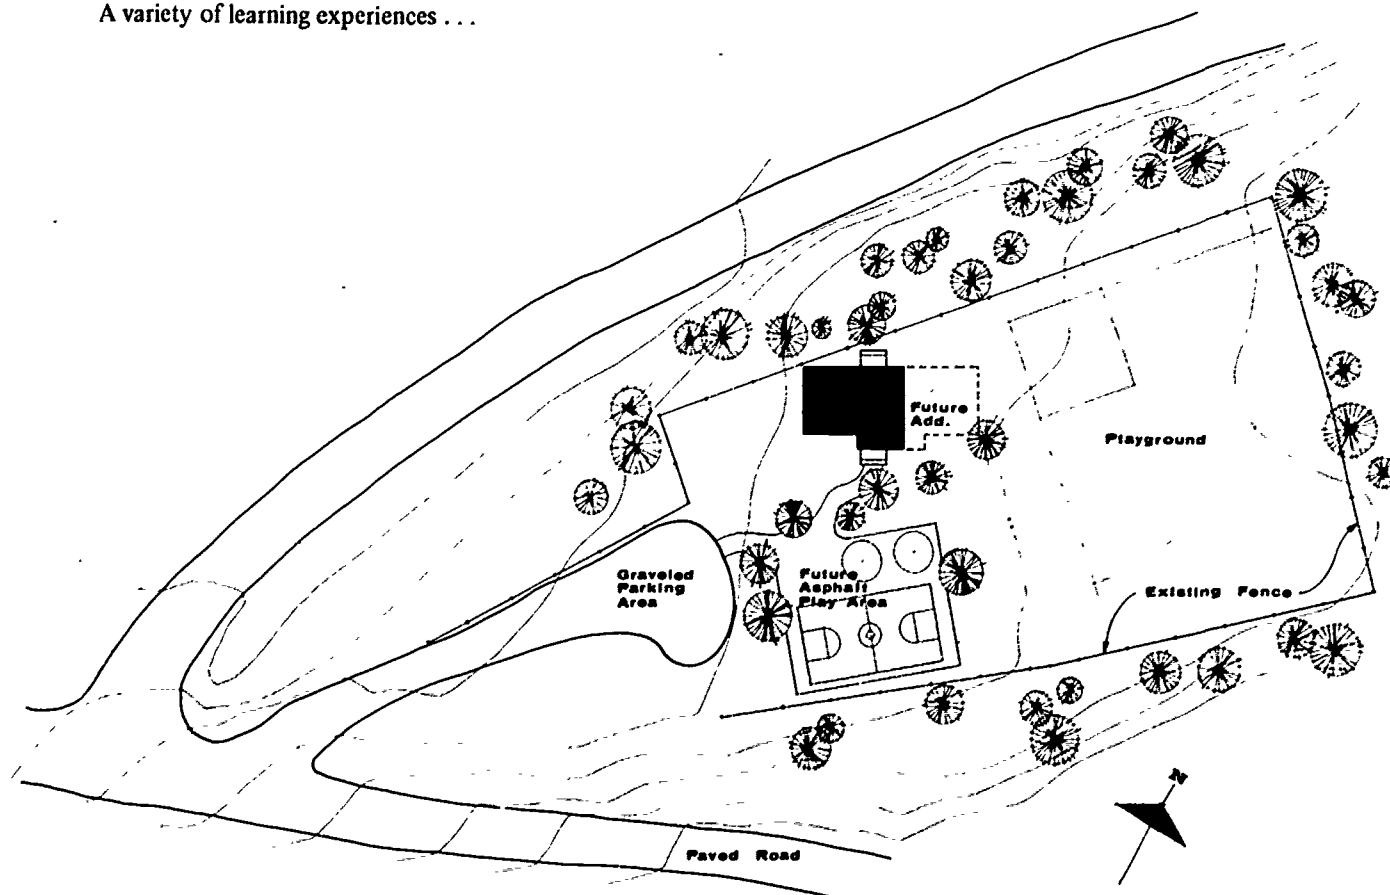 A variety of learning experiences . . .
Future
Add.
Playground
Graveled
Parking
Area
Future
Asphalt
Play Area
Existing Fence
N
Paved Road